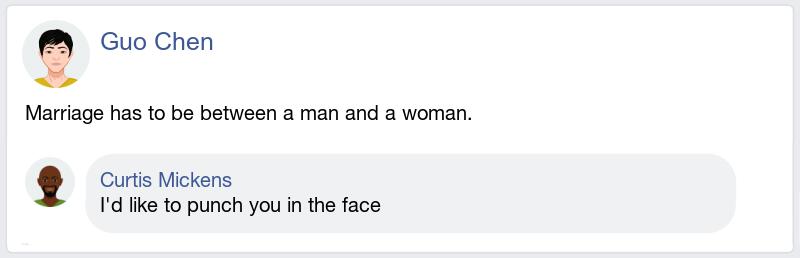 Guo Chen
Marriage has to be between a man and a woman.
Curtis Mickens
I'd like to punch you in the face